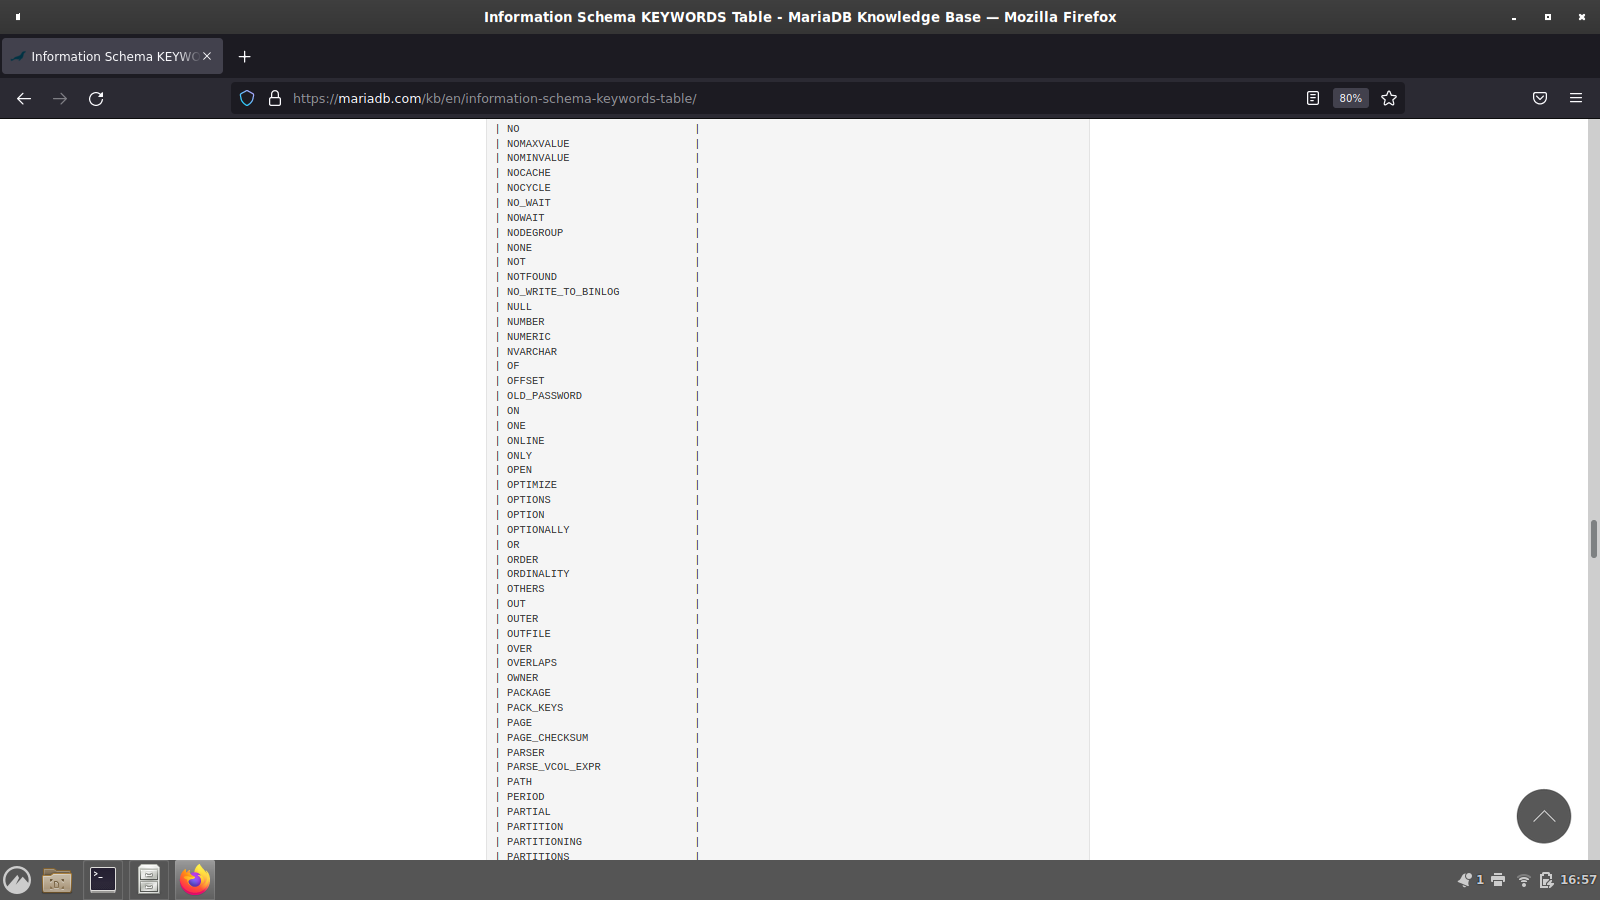 Information Schema KEYWORDS Table - MariaDB Knowledge Base — Mozilla Firefox
Information Schema KEYWO
https://mariadb.com/kb/en/information-schema-keywords-table/
80%
| NO |
| NOMAXVALUE |
| NOMINVALUE |
| NOCACHE |
| NOCYCLE |
| NO_WAIT |
| NOWAIT |
| NODEGROUP |
| NONE |
| NOT |
| NOTFOUND |
| NO_WRITE_TO_BINLOG |
| NULL |
| NUMBER |
| NUMERIC |
| NVARCHAR |
| OF |
| OFFSET |
| OLD_PASSWORD |
| ON |
| ONE |
| ONLINE |
| ONLY |
| OPEN |
| OPTIMIZE |
| OPTIONS |
| OPTION |
| OPTIONALLY |
| OR |
| ORDER |
| ORDINALITY |
| OTHERS |
| OUT |
| OUTER |
| OUTFILE |
| OVER |
| OVERLAPS |
| OWNER |
| PACKAGE |
| PACK_KEYS |
| PAGE |
| PAGE_CHECKSUM |
| PARSER |
| PARSE_VCOL_EXPR |
| PATH |
| PERIOD |
| PARTIAL |
| PARTITION |
| PARTITIONING |
| PARTITIONS |
1
16:57